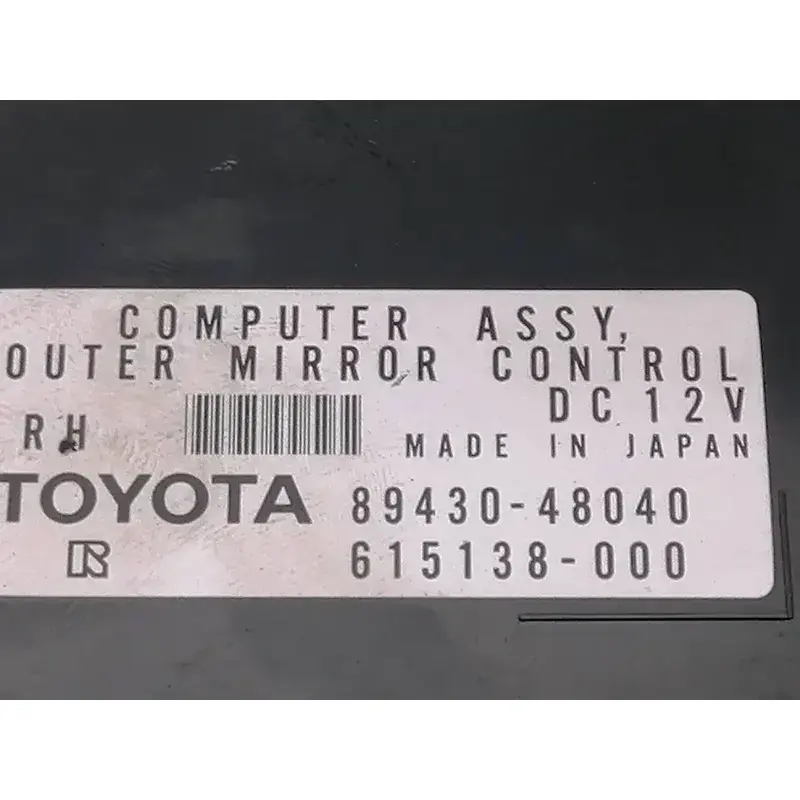 COMPUTER ASSY,
OUTER MIRROR CONTROL
DC 12V
RH
MADE IN JAPAN
TOYOTA 89430-48040
R 615138-000